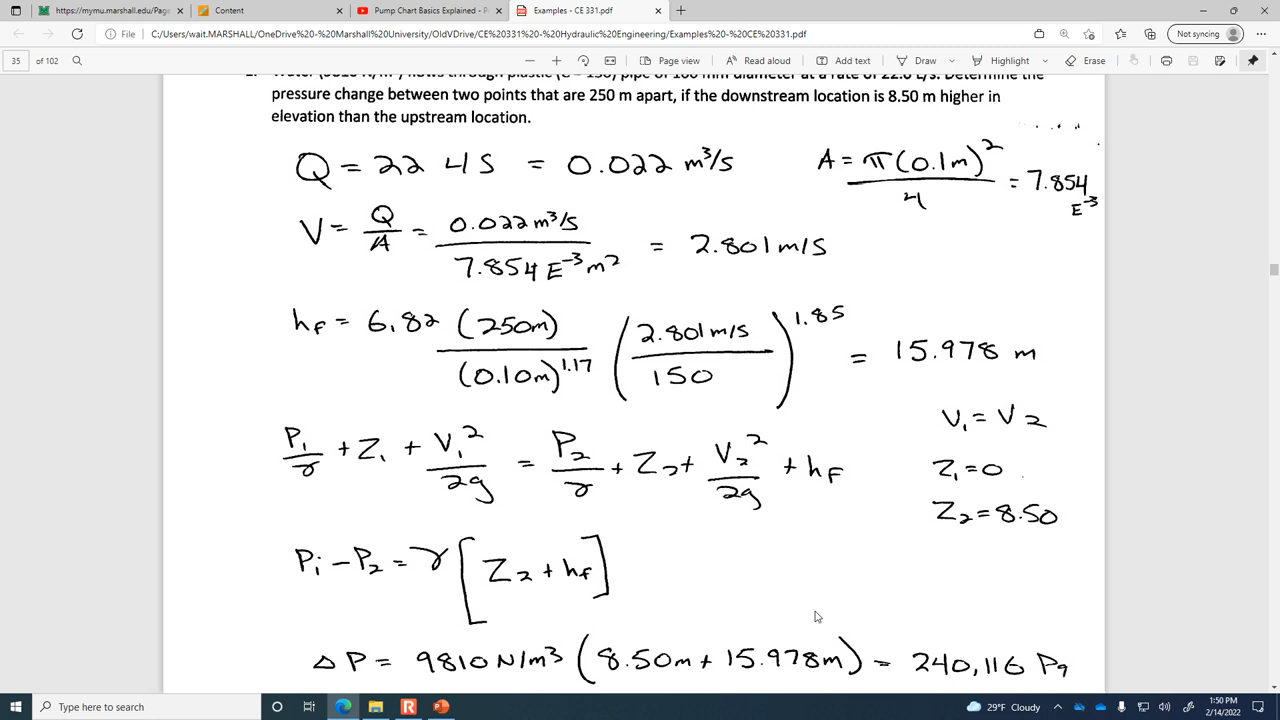 https://mymu.marshall.edu/Page
Content
Pump Chart Basics Explained - P
Examples - CE 331.pdf
File
C:/Users/wait.MARSHALL/OneDrive%20-%20Marshall%20University/OldVDrive/CE%20331%20-%20Hydraulic%20Engineering/Examples%20-%20CE%20331.pdf
Not syncing
35 of 102
Page view
Read aloud
Add text
Draw
Highlight
Erase
pressure change between two points that are 250 m apart, if the downstream location is 8.50 m higher in
elevation than the upstream location.
Q = 22 L/S = 0.022 m³/s
A = π(0.1m)²/4 = 7.854 E⁻³
V = Q/A = 0.022 m³/s / 7.854 E⁻³ m² = 2.801 m/s
hf = 6.82 (250m)/(0.10m)^1.17 (2.801 m/s / 150)^1.85 = 15.978 m
P₁/γ + Z₁ + V₁²/2g = P₂/γ + Z₂ + V₂²/2g + hf
V₁ = V₂
Z₁ = 0
Z₂ = 8.50
P₁ - P₂ = γ [Z₂ + hf]
ΔP = 9810 N/m³ (8.50m + 15.978m) = 240,116 Pa
Type here to search
29°F Cloudy
1:50 PM
2/14/2022